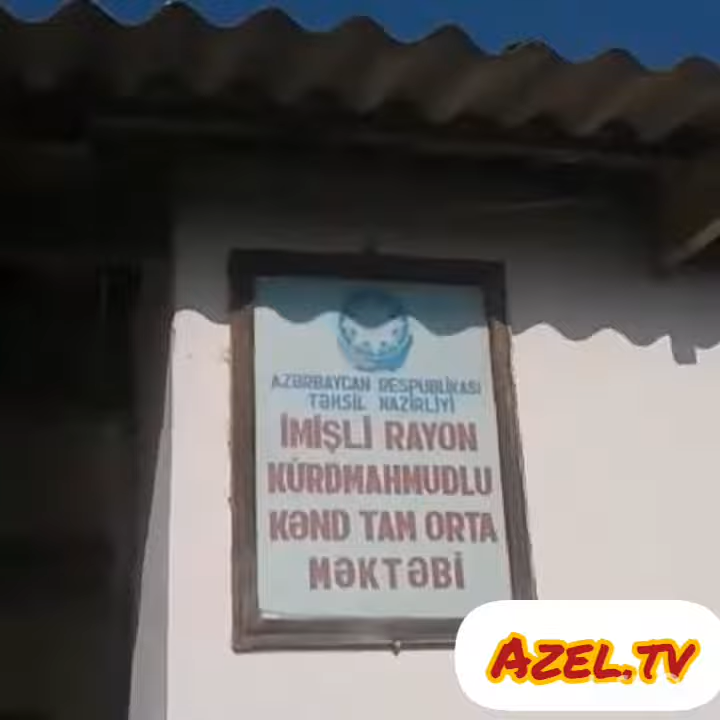 AZƏRBAYCAN RESPUBLİKASI
TƏHSİL NAZİRLİYİ
İMİŞLİ RAYON
KÜRDMAHMUDLU
KƏND TAM ORTA
MƏKTƏBİ
AZEL.TV